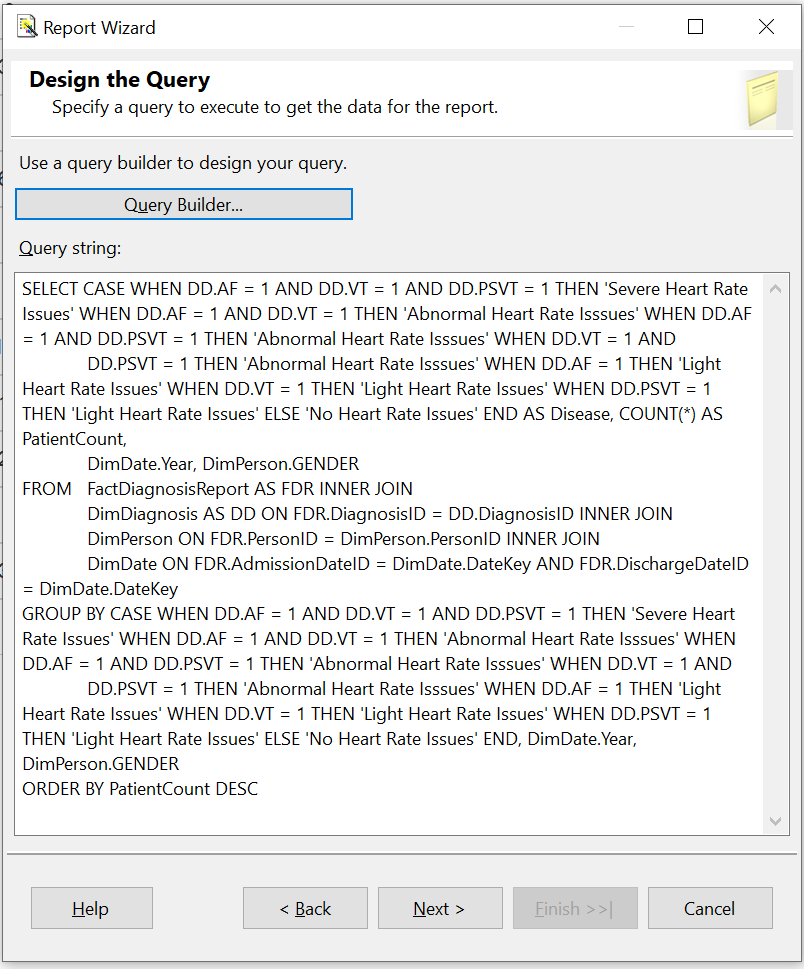 Report Wizard
Design the Query
Specify a query to execute to get the data for the report.
Use a query builder to design your query.
Query Builder...
Query string:
SELECT CASE WHEN DD.AF = 1 AND DD.VT = 1 AND DD.PSVT = 1 THEN 'Severe Heart Rate
Issues' WHEN DD.AF = 1 AND DD.VT = 1 THEN 'Abnormal Heart Rate Isssues' WHEN DD.AF
= 1 AND DD.PSVT = 1 THEN 'Abnormal Heart Rate Isssues' WHEN DD.VT = 1 AND
DD.PSVT = 1 THEN 'Abnormal Heart Rate Isssues' WHEN DD.AF = 1 THEN 'Light
Heart Rate Issues' WHEN DD.VT = 1 THEN 'Light Heart Rate Issues' WHEN DD.PSVT = 1
THEN 'Light Heart Rate Issues' ELSE 'No Heart Rate Issues' END AS Disease, COUNT(*) AS
PatientCount,
DimDate.Year, DimPerson.GENDER
FROM FactDiagnosisReport AS FDR INNER JOIN
DimDiagnosis AS DD ON FDR.DiagnosisID = DD.DiagnosisID INNER JOIN
DimPerson ON FDR.PersonID = DimPerson.PersonID INNER JOIN
DimDate ON FDR.AdmissionDateID = DimDate.DateKey AND FDR.DischargeDateID
= DimDate.DateKey
GROUP BY CASE WHEN DD.AF = 1 AND DD.VT = 1 AND DD.PSVT = 1 THEN 'Severe Heart
Rate Issues' WHEN DD.AF = 1 AND DD.VT = 1 THEN 'Abnormal Heart Rate Isssues' WHEN
DD.AF = 1 AND DD.PSVT = 1 THEN 'Abnormal Heart Rate Isssues' WHEN DD.VT = 1 AND
DD.PSVT = 1 THEN 'Abnormal Heart Rate Isssues' WHEN DD.AF = 1 THEN 'Light
Heart Rate Issues' WHEN DD.VT = 1 THEN 'Light Heart Rate Issues' WHEN DD.PSVT = 1
THEN 'Light Heart Rate Issues' ELSE 'No Heart Rate Issues' END, DimDate.Year,
DimPerson.GENDER
ORDER BY PatientCount DESC
Help < Back Next > Finish >>| Cancel